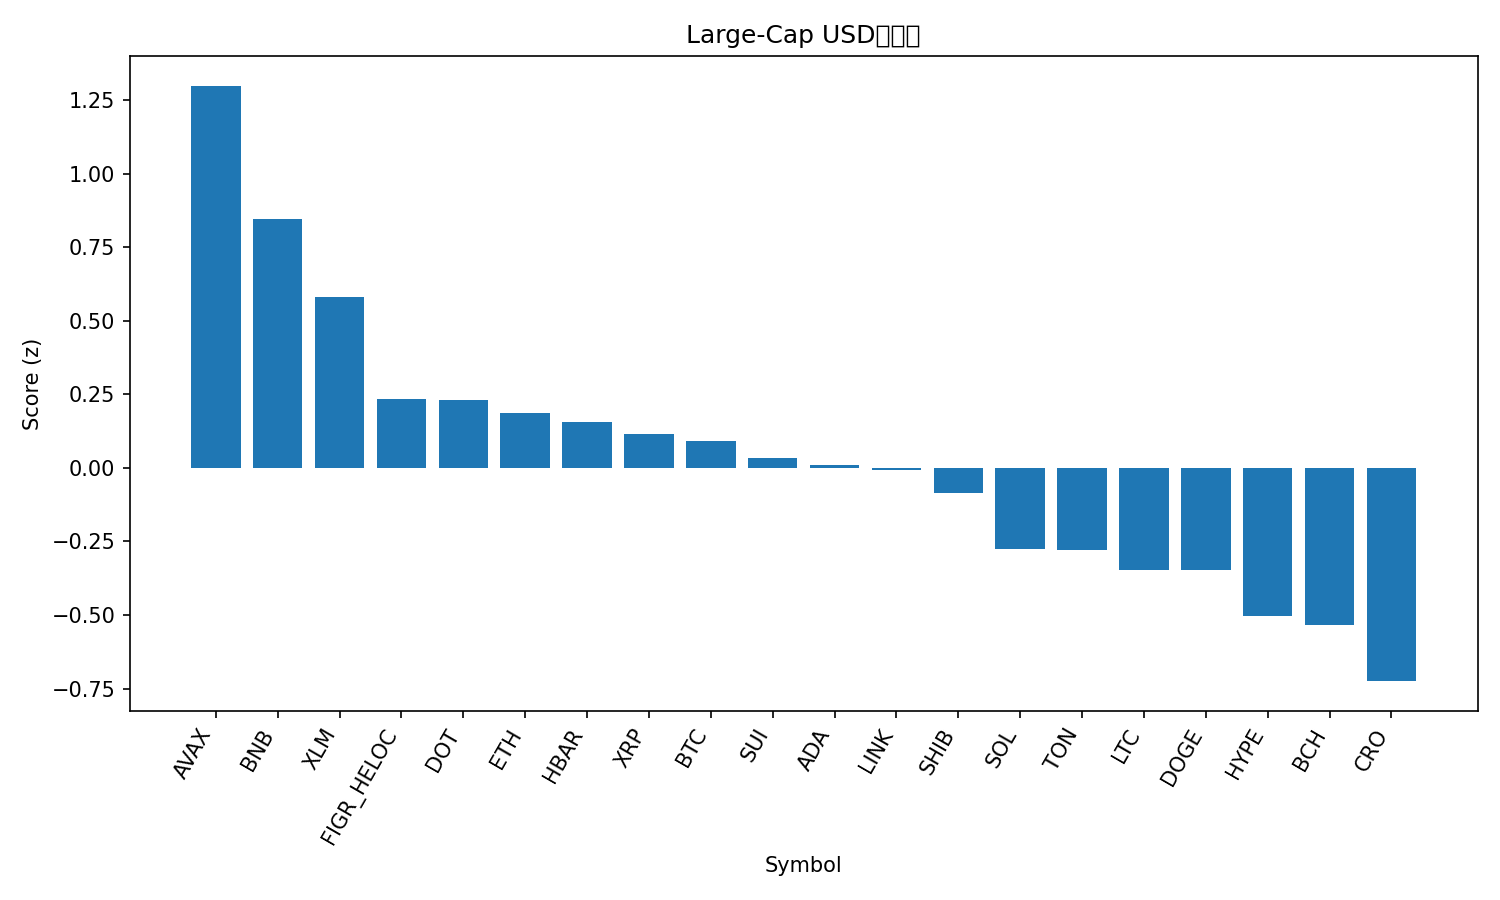 Large-Cap USD
1.25
1.00
0.75
0.50
0.25
0.00
−0.25
−0.50
−0.75
Score (z)
AVAX
BNB
XLM
FIGR_HELOC
DOT
ETH
HBAR
XRP
BTC
SUI
ADA
LINK
SHIB
SOL
TON
LTC
DOGE
HYPE
BCH
CRO
Symbol